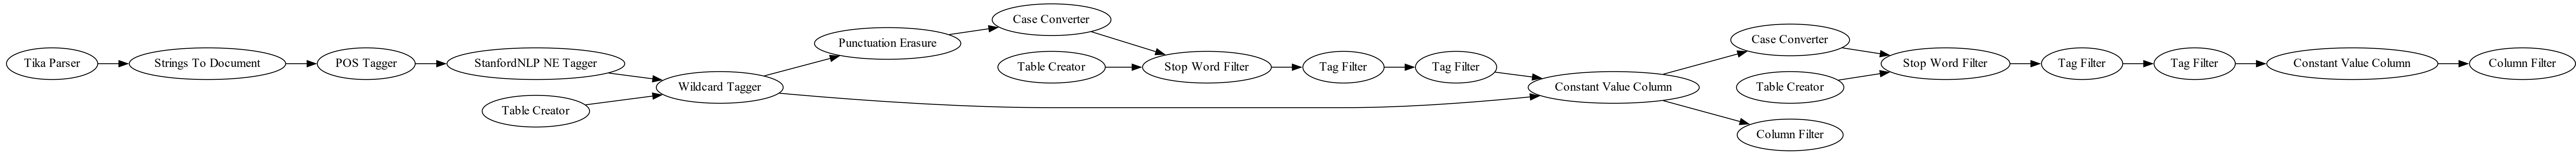 Tika Parser
Strings To Document
POS Tagger
StanfordNLP NE Tagger
Table Creator
Wildcard Tagger
Punctuation Erasure
Case Converter
Table Creator
Stop Word Filter
Tag Filter
Tag Filter
Constant Value Column
Case Converter
Table Creator
Column Filter
Stop Word Filter
Tag Filter
Tag Filter
Constant Value Column
Column Filter